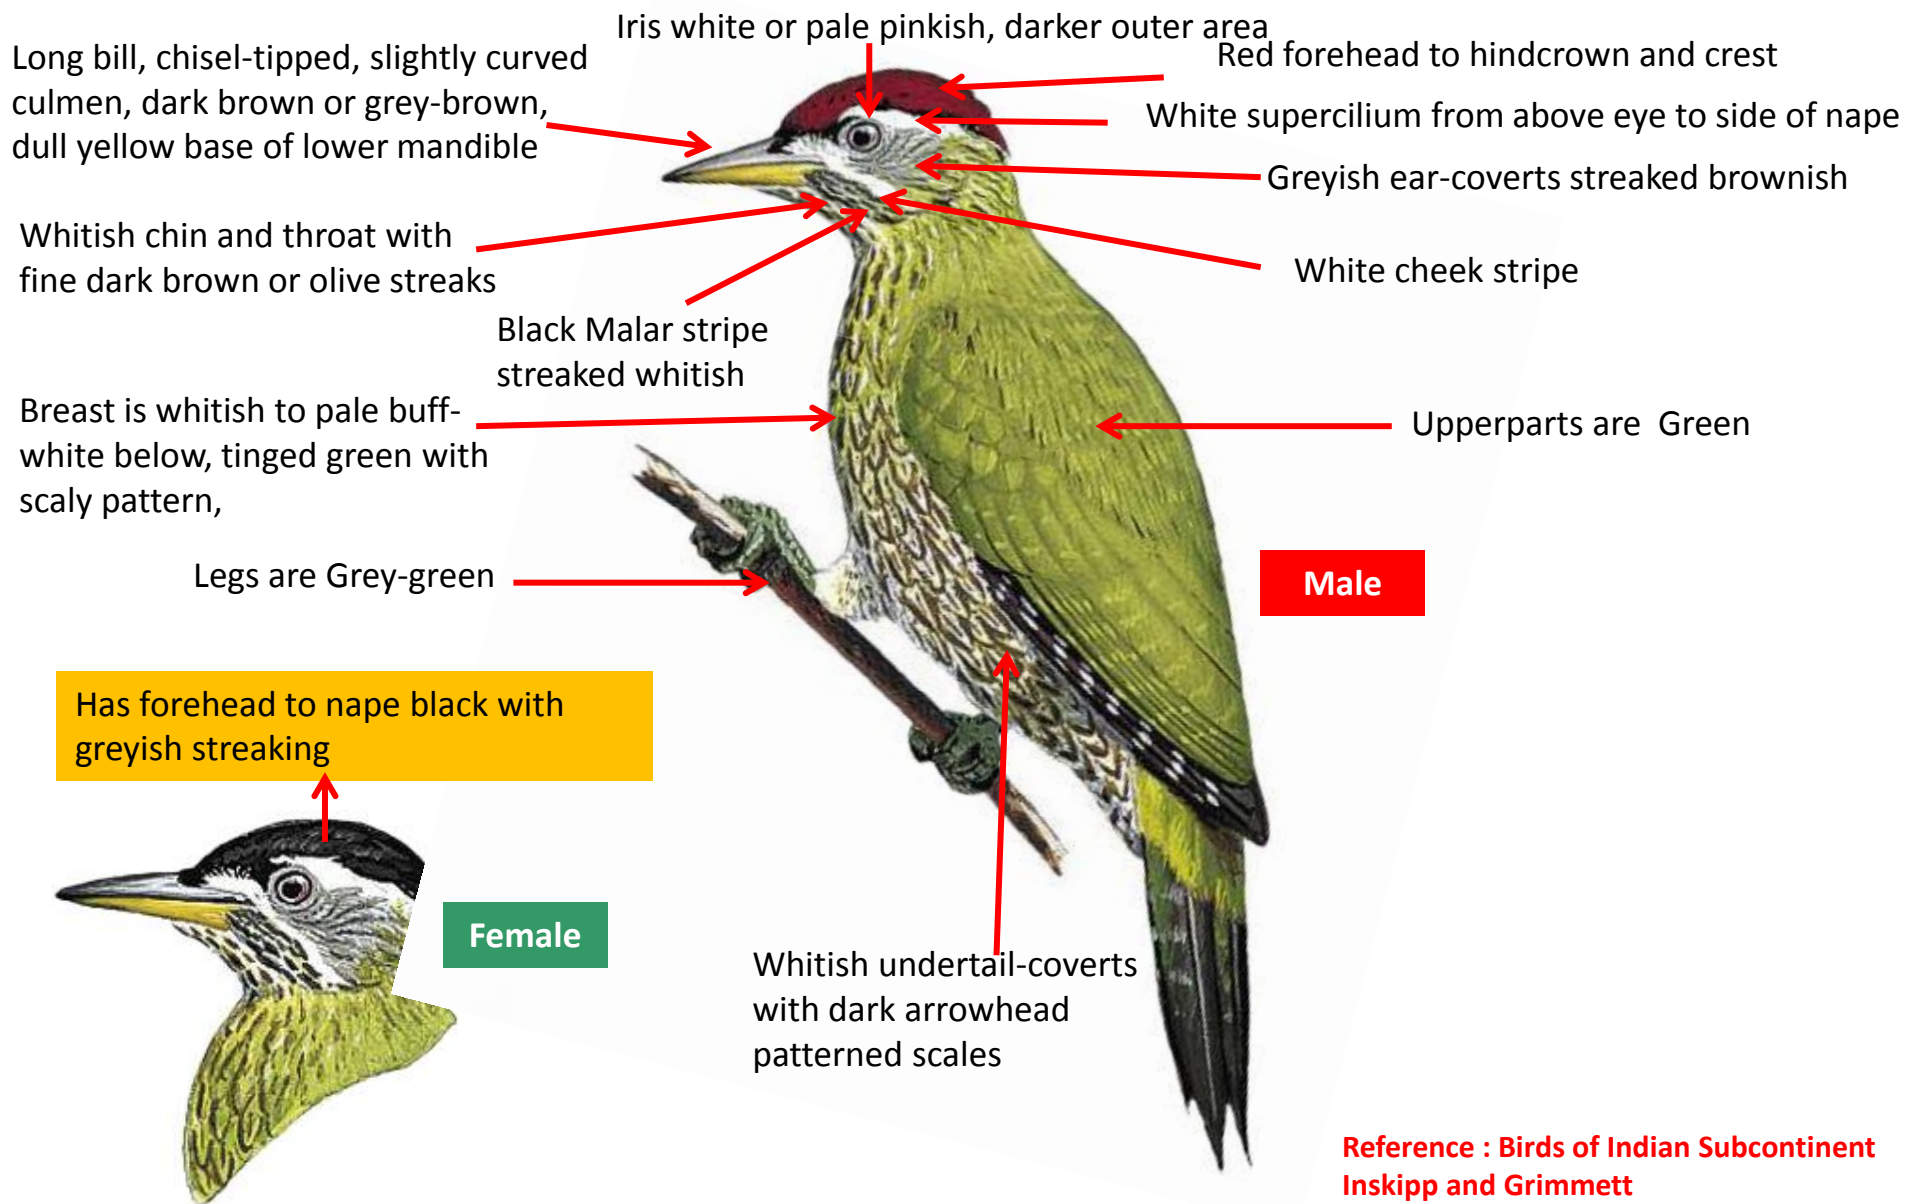 Iris white or pale pinkish, darker outer area
Long bill, chisel-tipped, slightly curved
culmen, dark brown or grey-brown,
dull yellow base of lower mandible
Red forehead to hindcrown and crest
White supercilium from above eye to side of nape
Greyish ear-coverts streaked brownish
Whitish chin and throat with
fine dark brown or olive streaks
White cheek stripe
Black Malar stripe
streaked whitish
Breast is whitish to pale buff-
white below, tinged green with
scaly pattern,
Upperparts are Green
Legs are Grey-green
Male
Has forehead to nape black with
greyish streaking
Female
Whitish undertail-coverts
with dark arrowhead
patterned scales
Reference : Birds of Indian Subcontinent
Inskipp and Grimmett